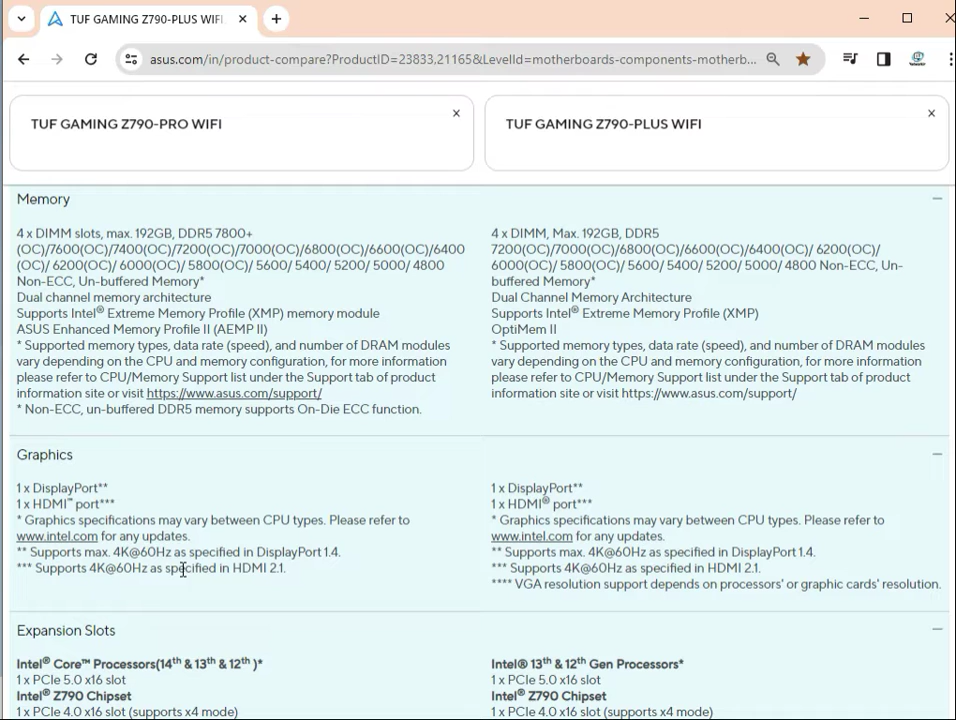 TUF GAMING Z790-PLUS WIFI
asus.com/in/product-compare?ProductID=23833,21165&LevelId=motherboards-components-motherb...
TUF GAMING Z790-PRO WIFI
TUF GAMING Z790-PLUS WIFI
Memory
4 x DIMM slots, max. 192GB, DDR5 7800+
(OC)/7600(OC)/7400(OC)/7200(OC)/7000(OC)/6800(OC)/6600(OC)/6400
(OC)/ 6200(OC)/ 6000(OC)/ 5800(OC)/ 5600/ 5400/ 5200/ 5000/ 4800
Non-ECC, Un-buffered Memory*
Dual channel memory architecture
Supports Intel® Extreme Memory Profile (XMP) memory module
ASUS Enhanced Memory Profile II (AEMP II)
* Supported memory types, data rate (speed), and number of DRAM modules
vary depending on the CPU and memory configuration, for more information
please refer to CPU/Memory Support list under the Support tab of product
information site or visit https://www.asus.com/support/
* Non-ECC, un-buffered DDR5 memory supports On-Die ECC function.
4 x DIMM, Max. 192GB, DDR5
7200(OC)/7000(OC)/6800(OC)/6600(OC)/6400(OC)/ 6200(OC)/
6000(OC)/ 5800(OC)/ 5600/ 5400/ 5200/ 5000/ 4800 Non-ECC, Un-
buffered Memory*
Dual Channel Memory Architecture
Supports Intel® Extreme Memory Profile (XMP)
OptiMem II
* Supported memory types, data rate (speed), and number of DRAM modules
vary depending on the CPU and memory configuration, for more information
please refer to CPU/Memory Support list under the Support tab of product
information site or visit https://www.asus.com/support/
Graphics
1 x DisplayPort**
1 x HDMI™ port***
* Graphics specifications may vary between CPU types. Please refer to
www.intel.com for any updates.
** Supports max. 4K@60Hz as specified in DisplayPort 1.4.
*** Supports 4K@60Hz as specified in HDMI 2.1.
1 x DisplayPort**
1 x HDMI® port***
* Graphics specifications may vary between CPU types. Please refer to
www.intel.com for any updates.
** Supports max. 4K@60Hz as specified in DisplayPort 1.4.
*** Supports 4K@60Hz as specified in HDMI 2.1.
**** VGA resolution support depends on processors' or graphic cards' resolution.
Expansion Slots
Intel® Core™ Processors(14th & 13th & 12th )*
1 x PCIe 5.0 x16 slot
Intel® Z790 Chipset
1 x PCIe 4.0 x16 slot (supports x4 mode)
Intel® 13th & 12th Gen Processors*
1 x PCIe 5.0 x16 slot
Intel® Z790 Chipset
1 x PCIe 4.0 x16 slot (supports x4 mode)